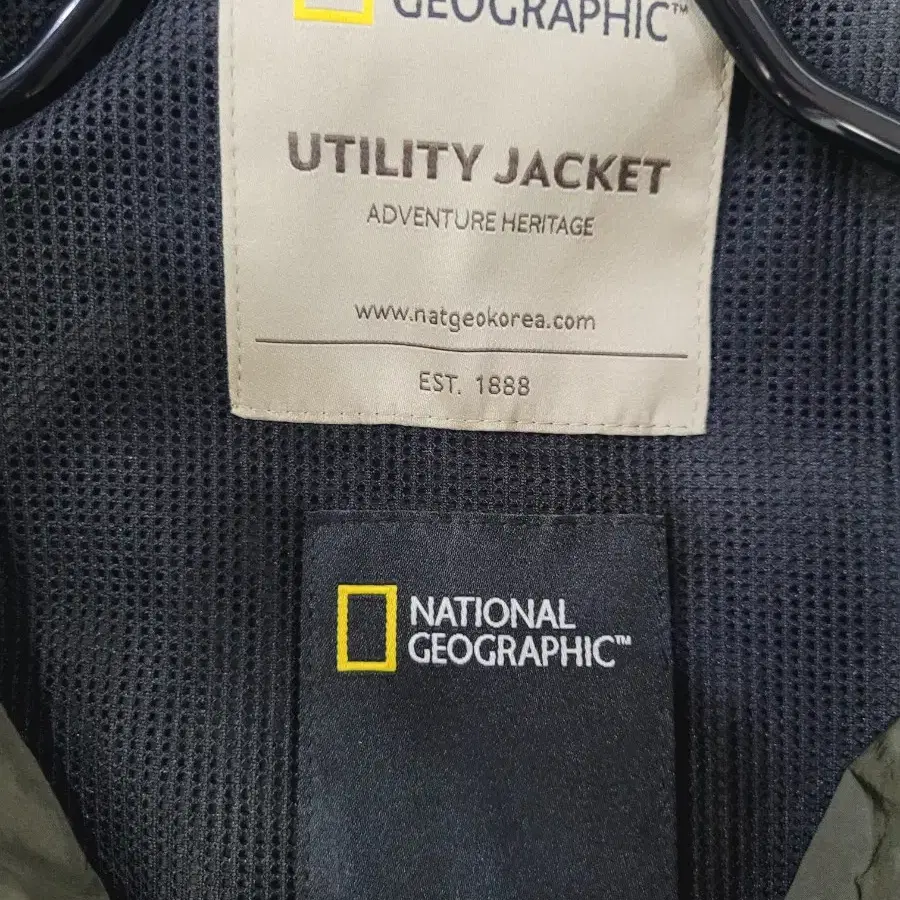 GEOGRAPHIC™
UTILITY JACKET
ADVENTURE HERITAGE
www.natgeokorea.com
EST. 1888
NATIONAL
GEOGRAPHIC™